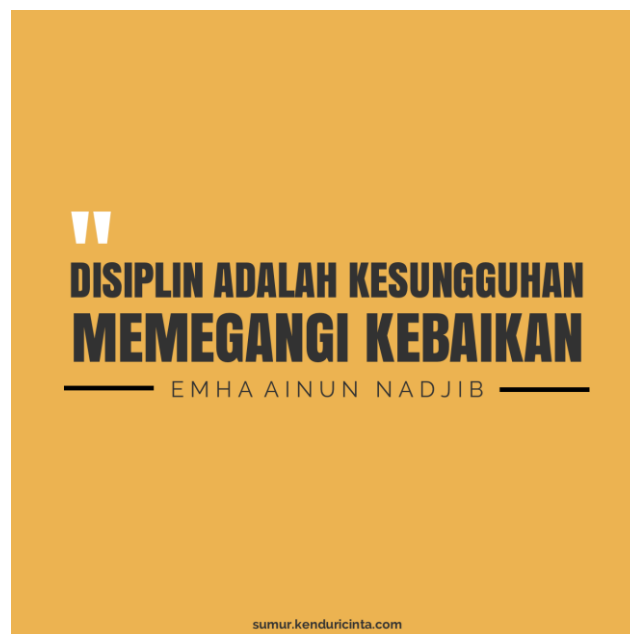 "
DISIPLIN ADALAH KESUNGGUHAN
MEMEGANGI KEBAIKAN
EMHA AINUN NADJIB
sumur.kenduricinta.com